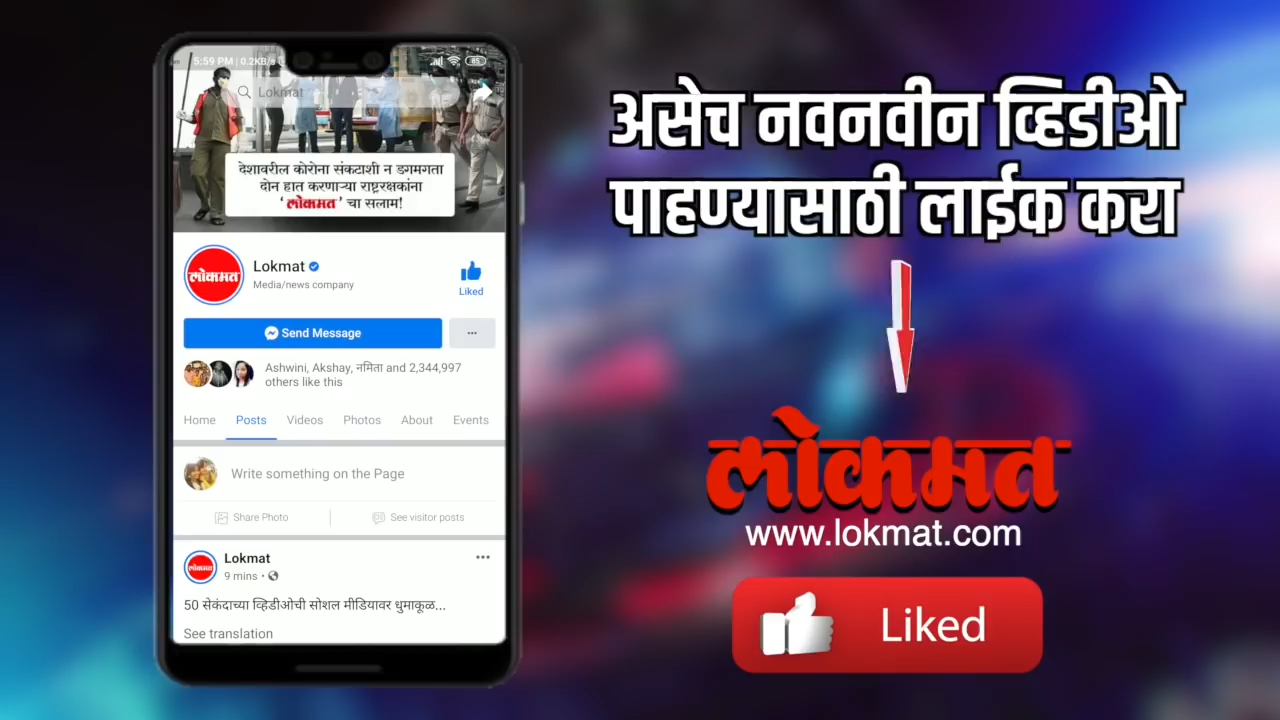 5:59 PM | 0.2KB/s
85
Lokmat
देशावरील कोरोना संकटाशी न डगमगता
दोन हात करणाऱ्या राष्ट्ररक्षकांना
‘लोकमत’ चा सलाम!
लोकमत
Lokmat
Media/news company
Liked
Send Message
Ashwini, Akshay, नमिता and 2,344,997
others like this
Home Posts Videos Photos About Events
Write something on the Page
Share Photo See visitor posts
लोकमत
Lokmat
9 mins
50 सेकंदाच्या व्हिडीओची सोशल मीडियावर धुमाकूळ...
See translation
असेच नवनवीन व्हिडीओ
पाहण्यासाठी लाईक करा
लोकमत
www.lokmat.com
Liked